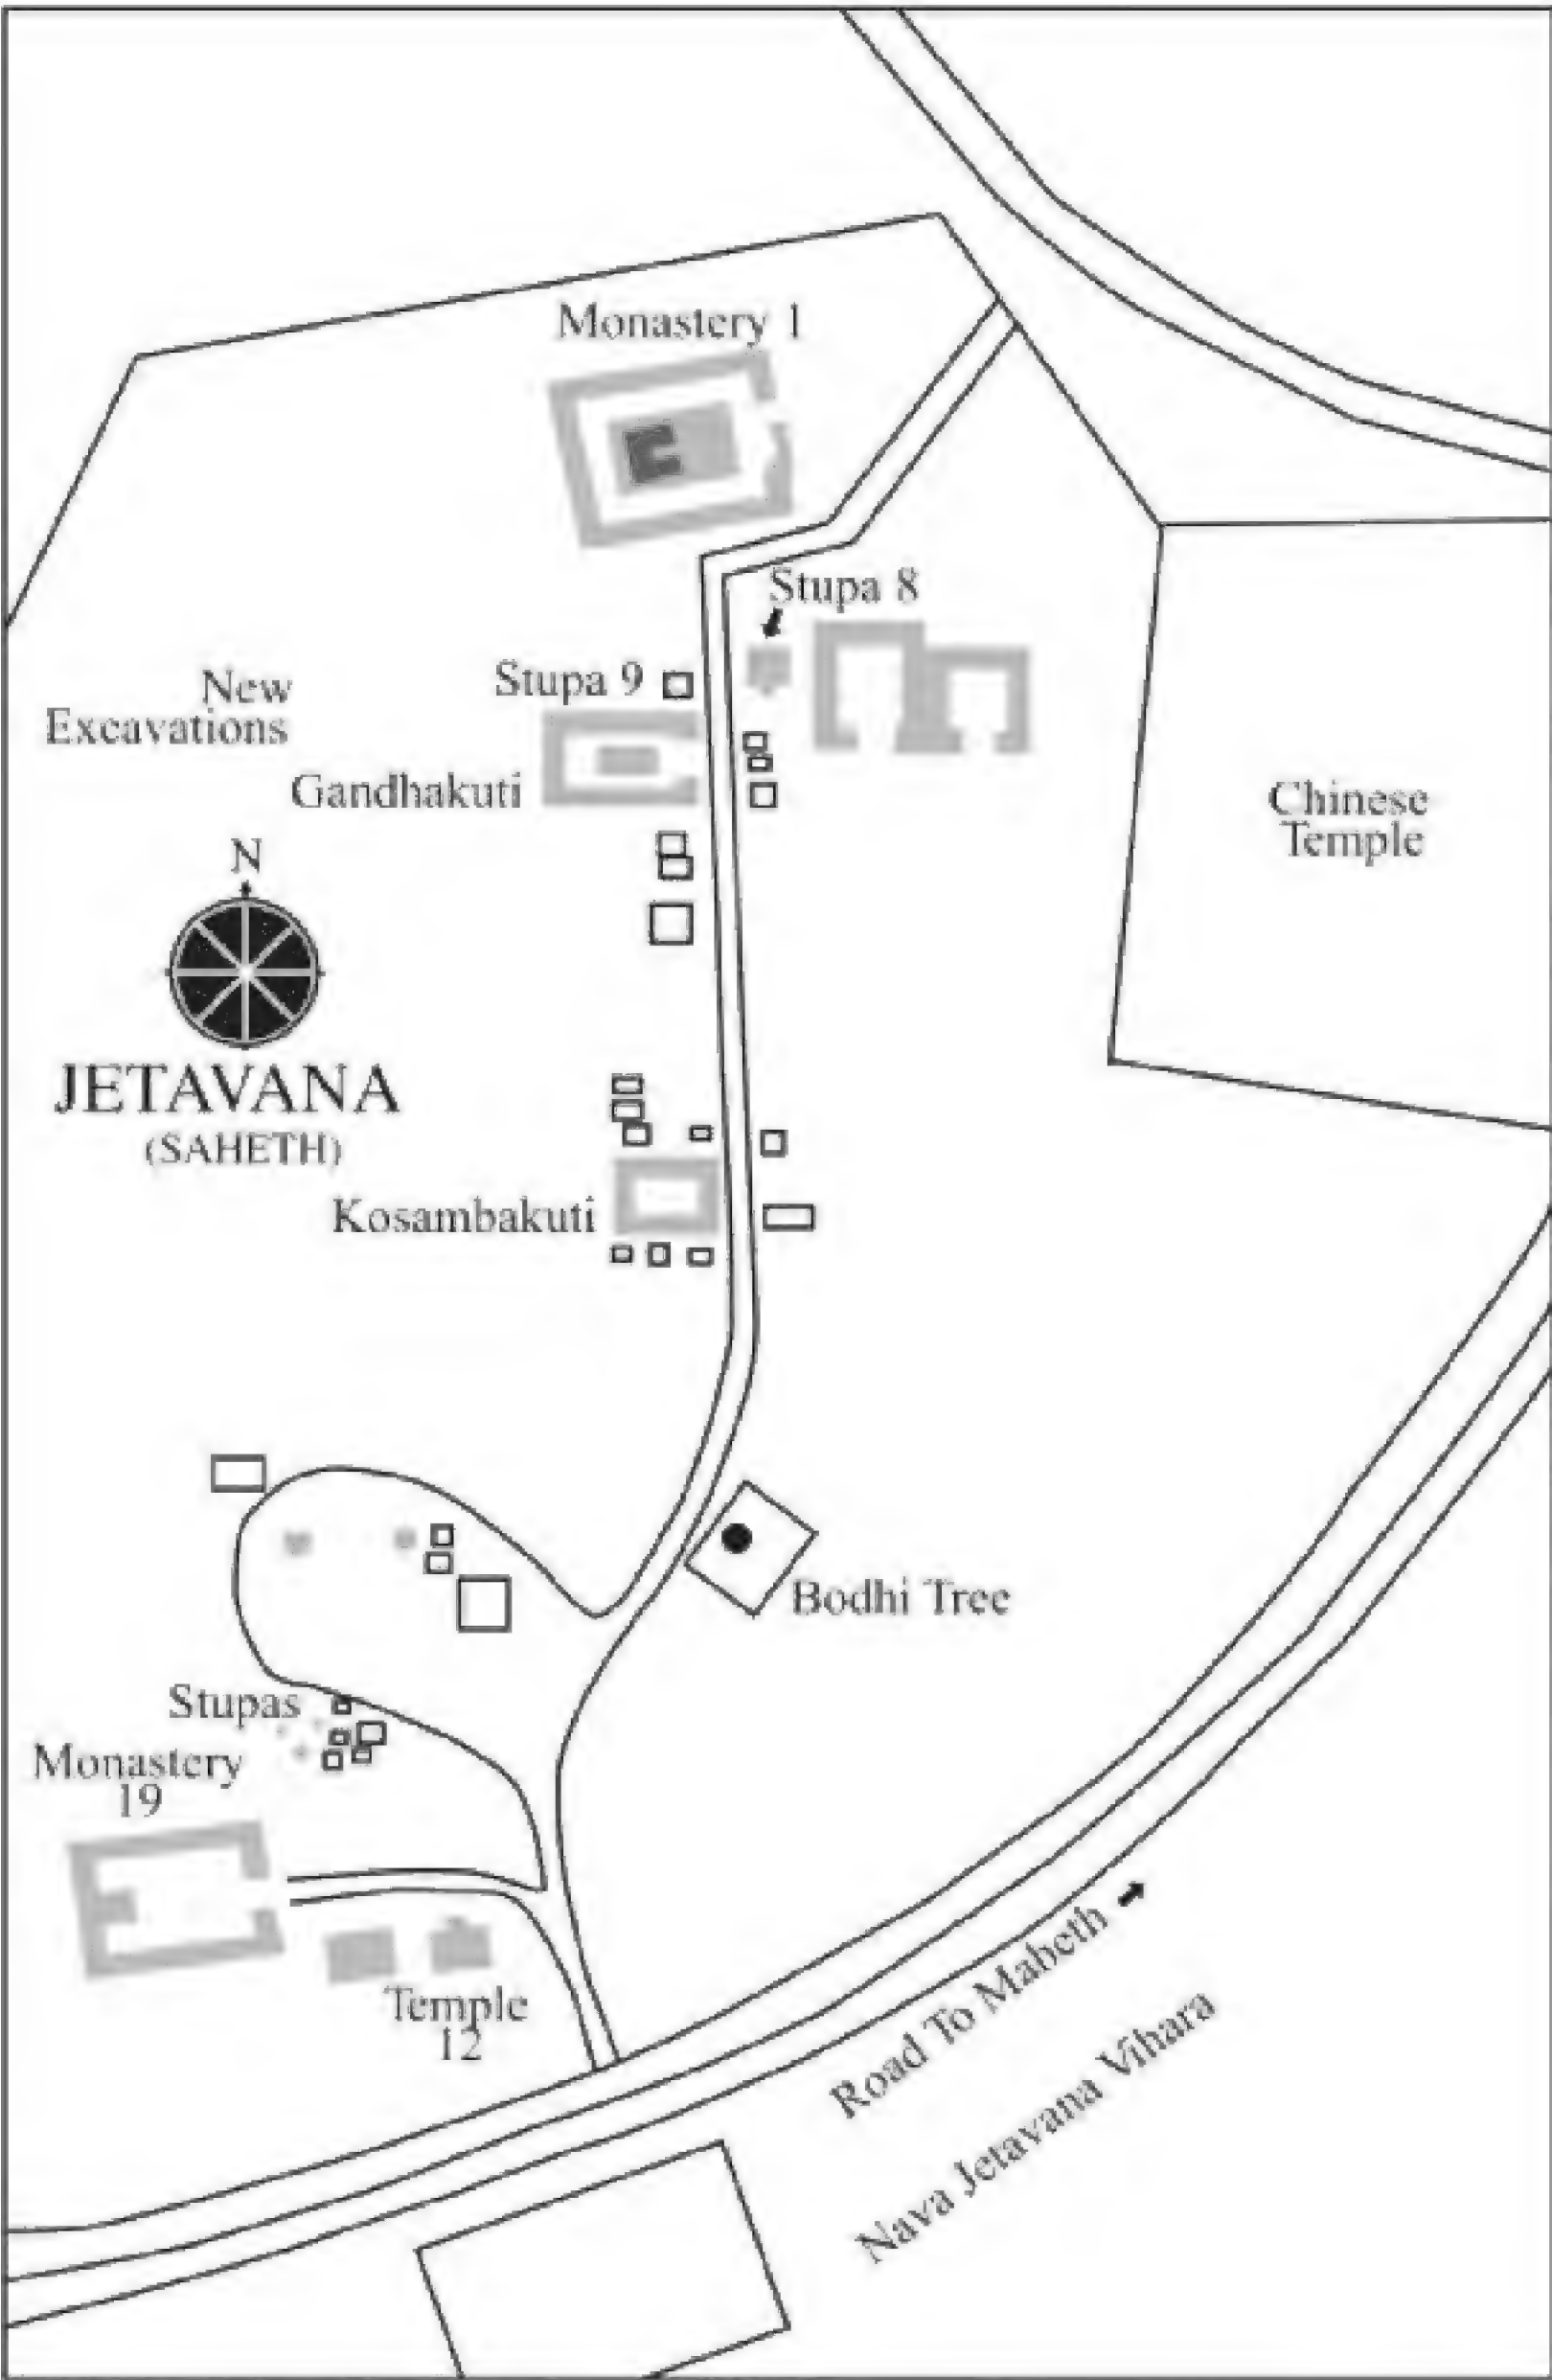 Monastery 1
Stupa 8
Stupa 9
New
Excavations
Gandhakuti
Chinese
Temple
N
JETAVANA
(SAHETH)
Kosambakuti
Bodhi Tree
Stupas
Monastery
19
Temple
12
Road To Maheth
Nava Jetavana Vihara